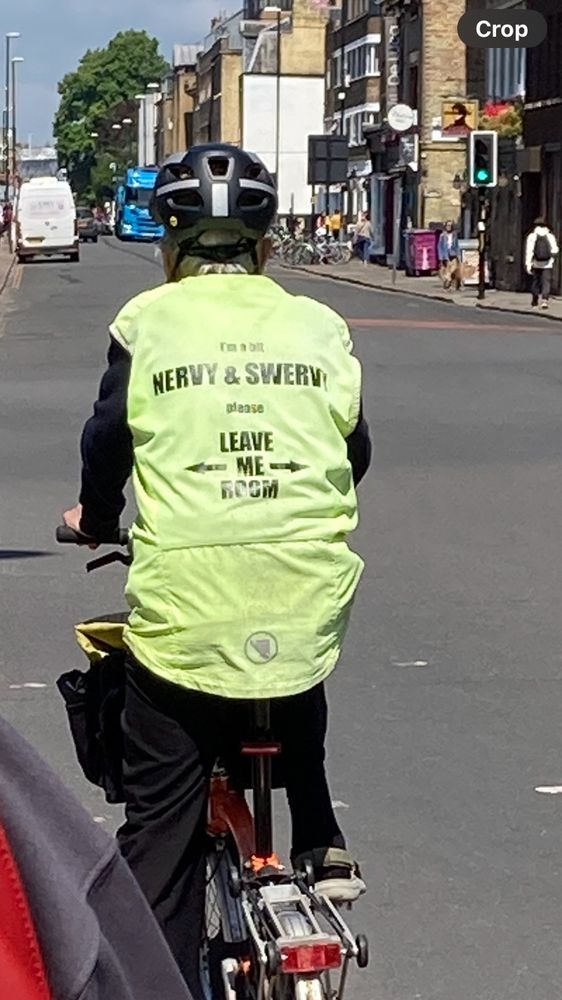 Crop
I'm a bit
NERVY & SWERVY
please
LEAVE
ME
ROOM